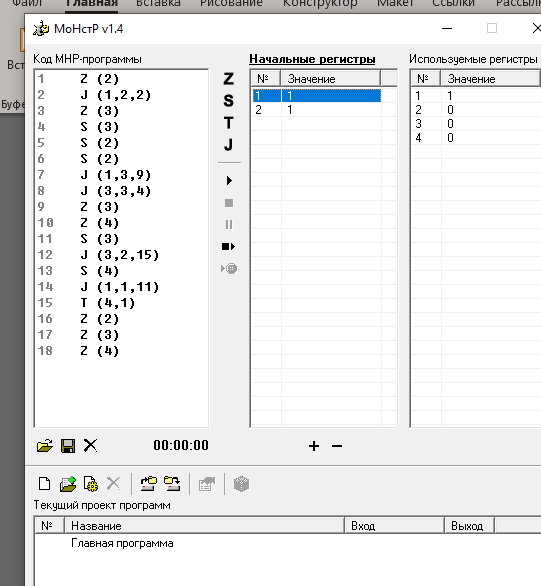 Файл Главная Вставка Рисование Конструктор Макет Ссылки Рассылк
МоНстР v1.4
Вст
Буфе
Код МНР-программы
1 Z (2)
2 J (1,2,2)
3 Z (3)
4 S (3)
5 S (2)
6 S (2)
7 J (1,3,9)
8 J (3,3,4)
9 Z (3)
10 Z (4)
11 S (3)
12 J (3,2,15)
13 S (4)
14 J (1,1,11)
15 T (4,1)
16 Z (2)
17 Z (3)
18 Z (4)
Z
S
T
J
Начальные регистры
№ Значение
1 1
2 1
Используемые регистры
№ Значение
1 1
2 0
3 0
4 0
00:00:00
+ −
Текущий проект программ
№ Название Вход Выход
Главная программа